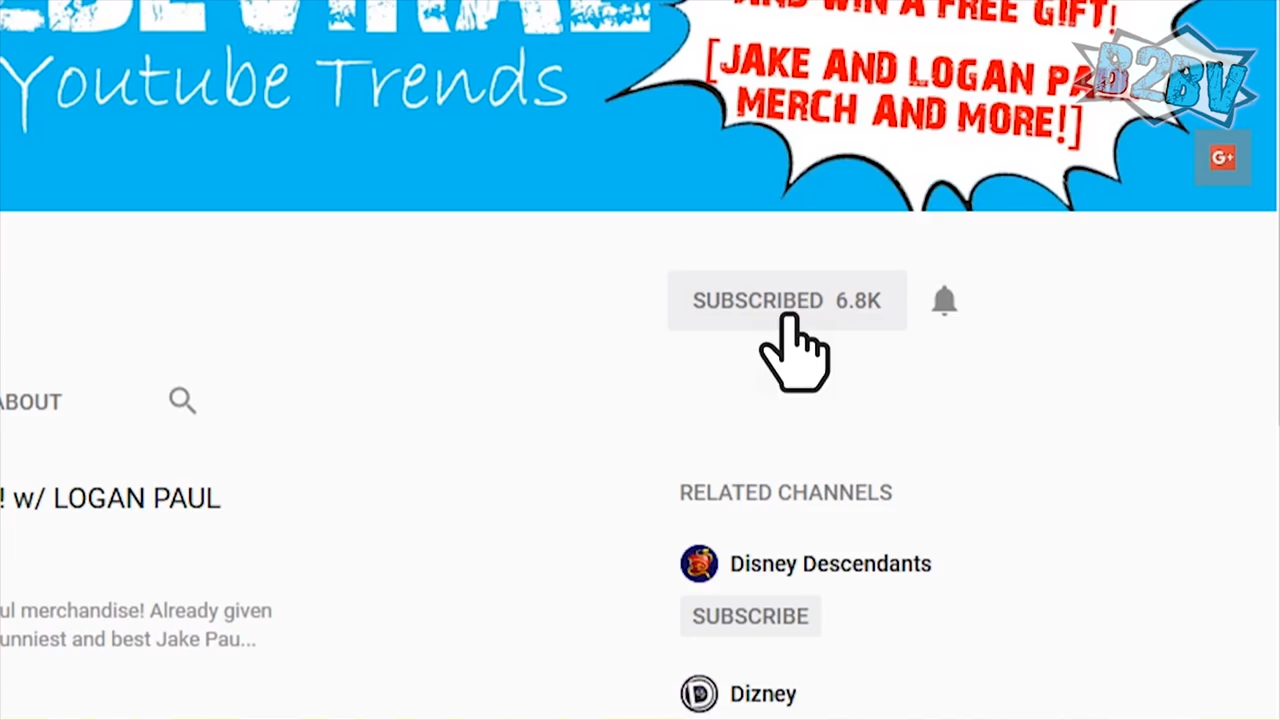 Youtube Trends
AND WIN A FREE GIFT!
[JAKE AND LOGAN
MERCH AND MORE!]
B2BV
G+
SUBSCRIBED 6.8K
ABOUT
! w/ LOGAN PAUL
RELATED CHANNELS
Disney Descendants
SUBSCRIBE
ul merchandise! Already given
unniest and best Jake Pau...
Dizney